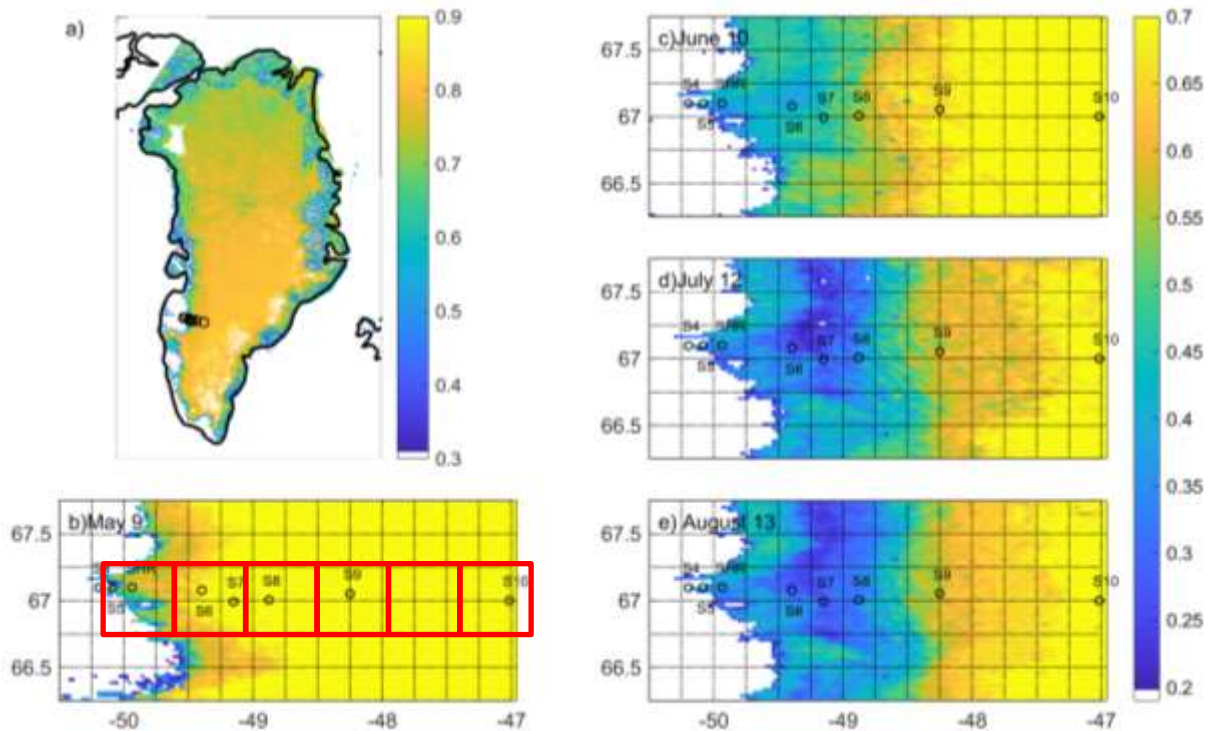 a)
0.9
0.8
0.7
0.6
0.5
0.4
0.3
b)May 9
67.5
67
66.5
S5
S6
S7
S8
S9
S10
-50
-49
-48
-47
c)June 10
67.5
67
66.5
S4
S5
SHR
S6
S7
S8
S9
S10
d)July 12
67.5
67
66.5
S4
S5
SHR
S6
S7
S8
S9
S10
e) August 13
67.5
67
66.5
S4
S5
SHR
S6
S7
S8
S9
S10
-50
-49
-48
-47
0.7
0.65
0.6
0.55
0.5
0.45
0.4
0.35
0.3
0.25
0.2